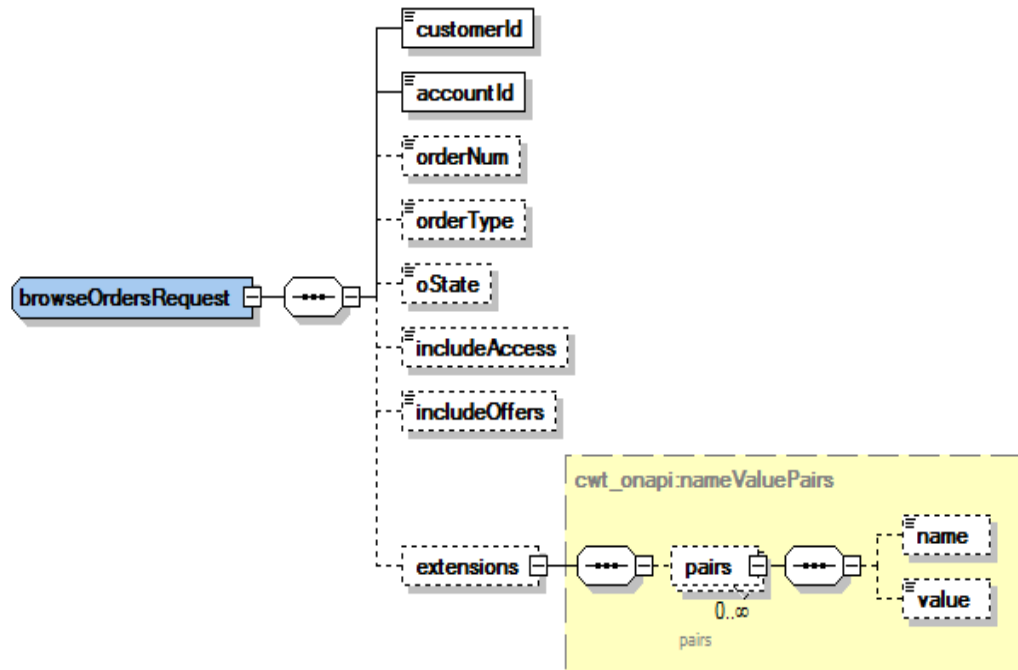 customerId
accountId
orderNum
orderType
oState
browseOrdersRequest
includeAccess
includeOffers
cwt_onapi:nameValuePairs
name
extensions
pairs
value
0..∞
pairs